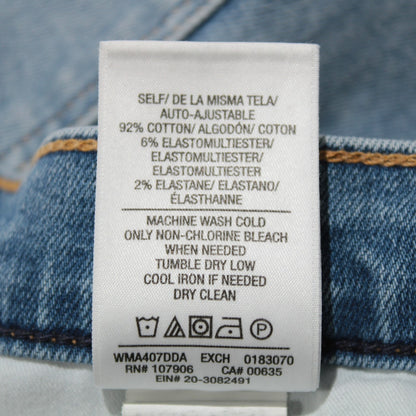 SELF/ DE LA MISMA TELA/
AUTO-AJUSTABLE
92% COTTON/ ALGODÓN/ COTON
6% ELASTOMULTIESTER/
ELASTOMULTIÉSTER/
ELASTOMULTIESTER
2% ELASTANE/ ELASTANO/
ÉLASTHANNE
MACHINE WASH COLD
ONLY NON-CHLORINE BLEACH
WHEN NEEDED
TUMBLE DRY LOW
COOL IRON IF NEEDED
DRY CLEAN
P
WMA407DDA EXCH 0183070
RN# 107906 CA# 00635
EIN# 20-3082491